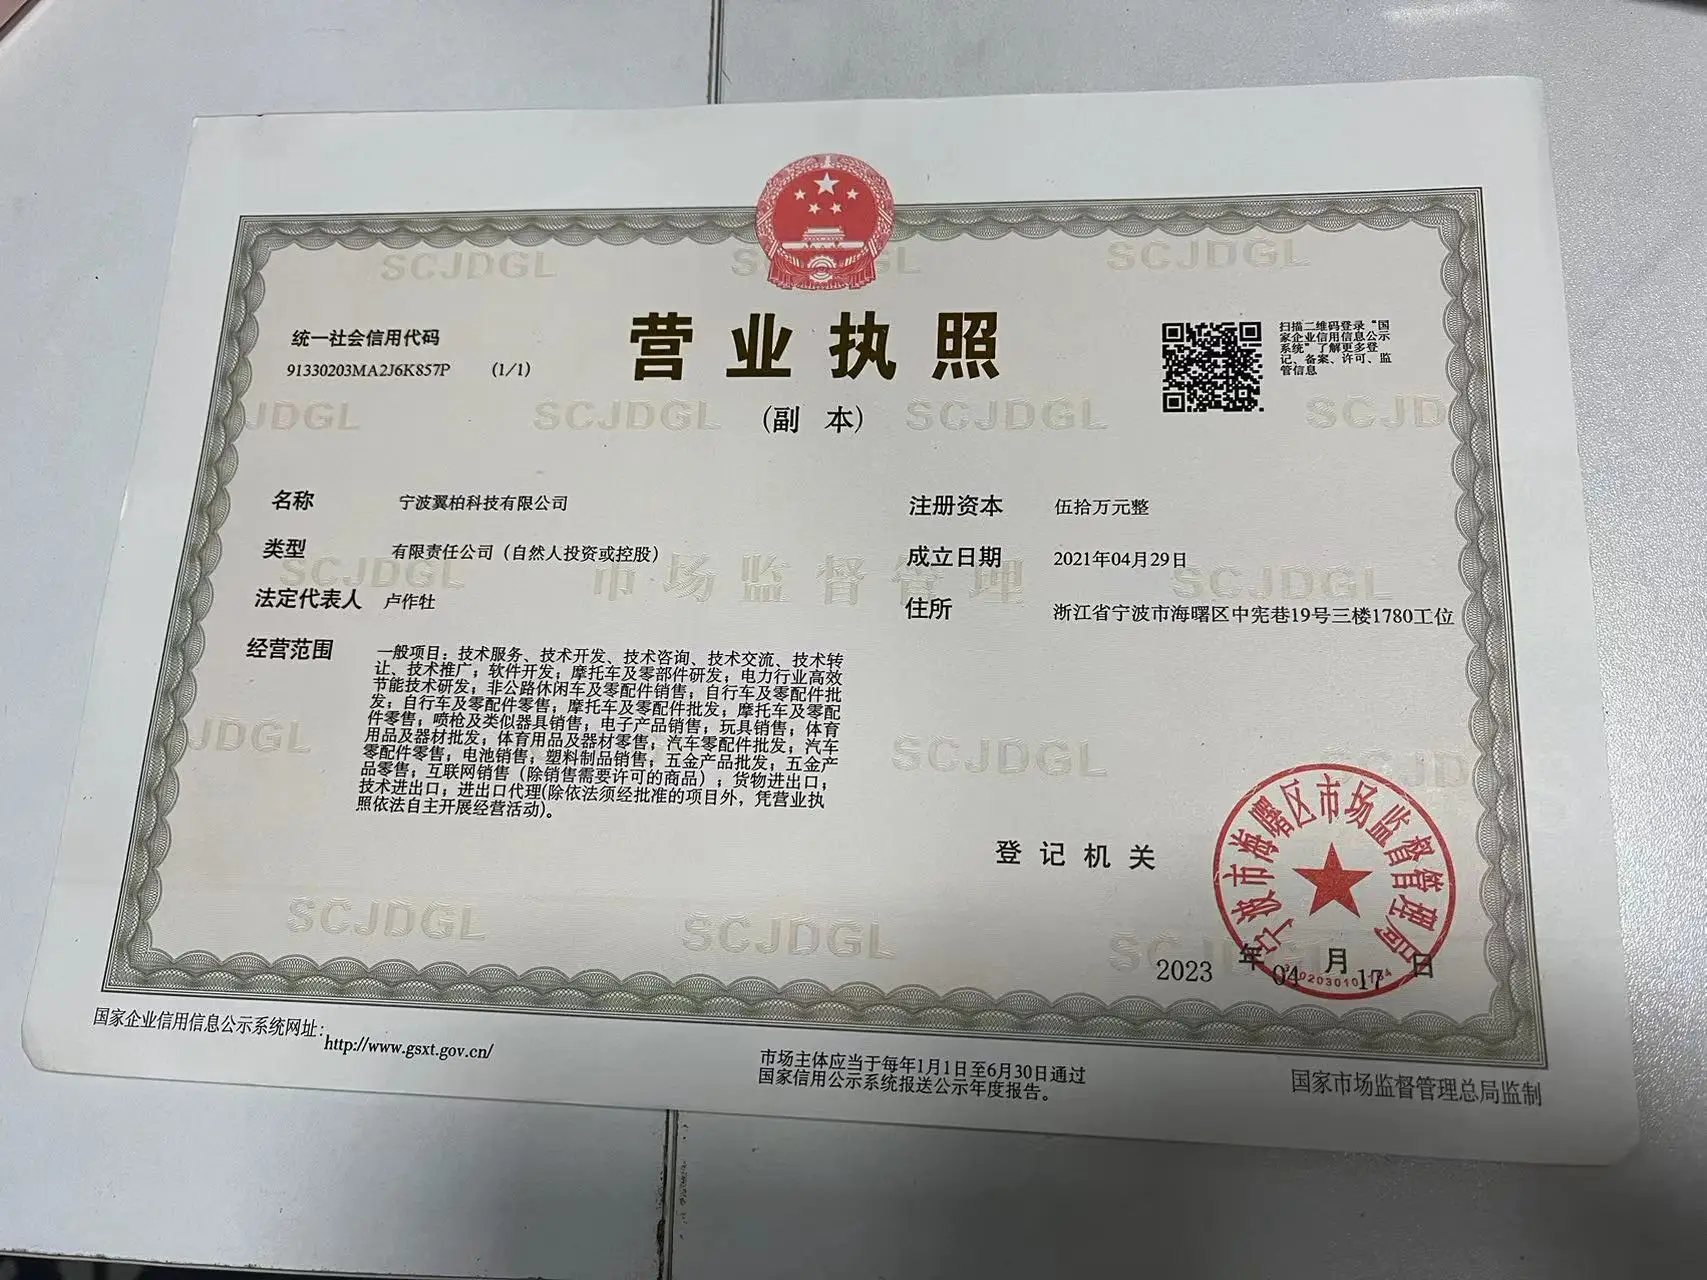 营业执照
(副 本)
统一社会信用代码
91330203MA2J6K857P (1/1)
扫描二维码登录“国
家企业信用信息公示
系统”了解更多登
记、备案、许可、监
管信息
名称 宁波翼柏科技有限公司
类型 有限责任公司（自然人投资或控股）
法定代表人 卢作牡
经营范围 一般项目：技术服务、技术开发、技术咨询、技术交流、技术转
让、技术推广；软件开发；摩托车及零部件研发；电力行业高效
节能技术研发；非公路休闲车及零配件销售；自行车及零配件批
发；自行车及零配件零售；摩托车及零配件批发；摩托车及零配
件零售；喷枪及类似器具销售；电子产品销售；玩具销售；体育
用品及器材批发；体育用品及器材零售；汽车零配件批发；汽车
零配件零售；电池销售；塑料制品销售；五金产品批发；五金产
品零售；互联网销售（除销售需要许可的商品）；货物进出口；
技术进出口；进出口代理(除依法须经批准的项目外，凭营业执
照依法自主开展经营活动)。
注册资本 伍拾万元整
成立日期 2021年04月29日
住所 浙江省宁波市海曙区中宪巷19号三楼1780工位
登记机关
宁波市海曙区市场监督管理局
2023 年 04 月 17 日
国家企业信用信息公示系统网址：http://www.gsxt.gov.cn/
市场主体应当于每年1月1日至6月30日通过
国家信用公示系统报送公示年度报告。
国家市场监督管理总局监制
SCJDGL
市场监督管理